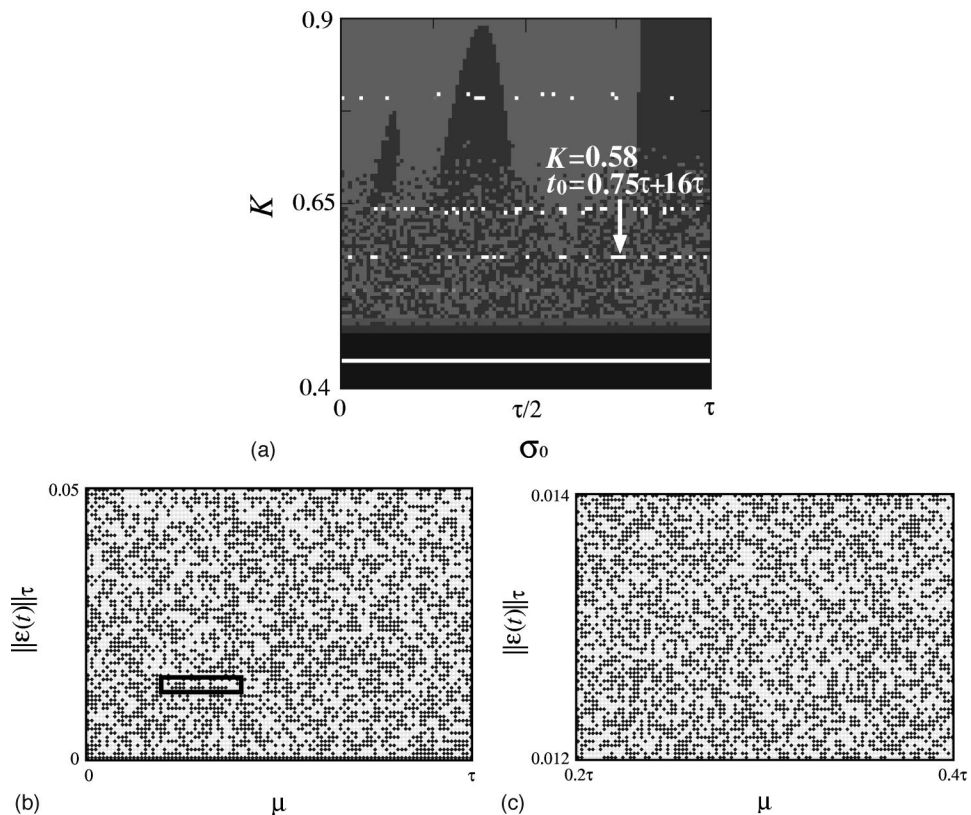 0.9
K=0.58
t₀=0.75τ+16τ
K
0.65
0.4
0
τ/2
τ
(a)
σ₀
0.05
||ε(t)||τ
0
0
τ
(b)
μ
0.014
||ε(t)||τ
0.012
0.2τ
0.4τ
(c)
μ